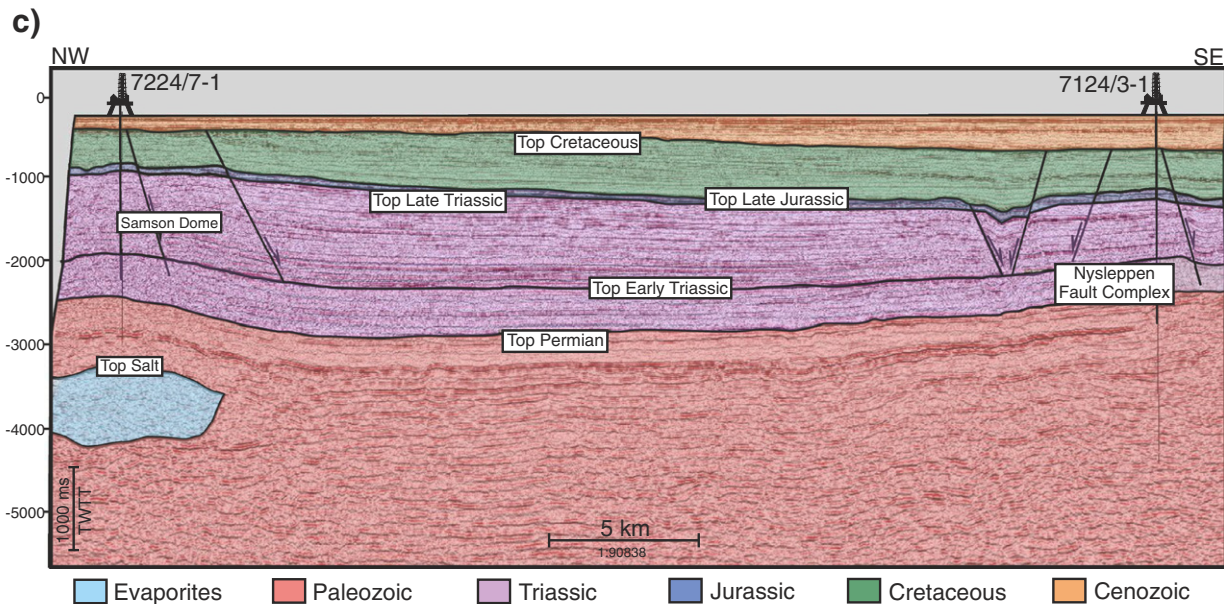 c)
NW
SE
7224/7-1
7124/3-1
0
-1000
-2000
-3000
-4000
-5000
Top Cretaceous
Top Late Triassic
Top Late Jurassic
Samson Dome
Top Early Triassic
Nysleppen
Fault Complex
Top Permian
Top Salt
1000 ms
TWTT
5 km
1:90838
Evaporites
Paleozoic
Triassic
Jurassic
Cretaceous
Cenozoic